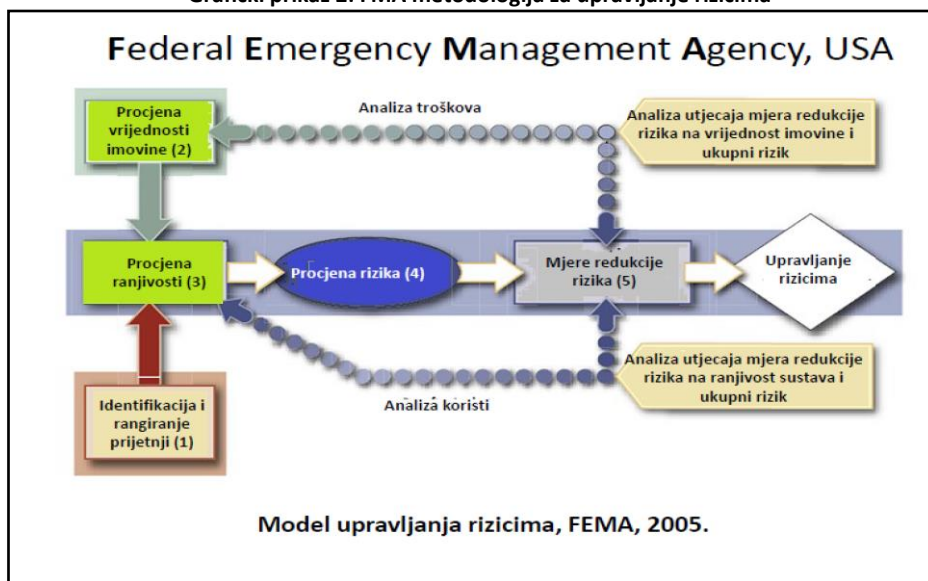 Federal Emergency Management Agency, USA
Procjena
vrijednosti
imovine (2)
Analiza troškova
Analiza utjecaja mjera redukcije
rizika na vrijednost imovine i
ukupni rizik
Procjena
ranjivosti (3)
Procjena rizika (4)
Mjere redukcije
rizika (5)
Upravljanje
rizicima
Identifikacija i
rangiranje
prijetnji (1)
Analiza koristi
Analiza utjecaja mjera redukcije
rizika na ranjivost sustava i
ukupni rizik
Model upravljanja rizicima, FEMA, 2005.